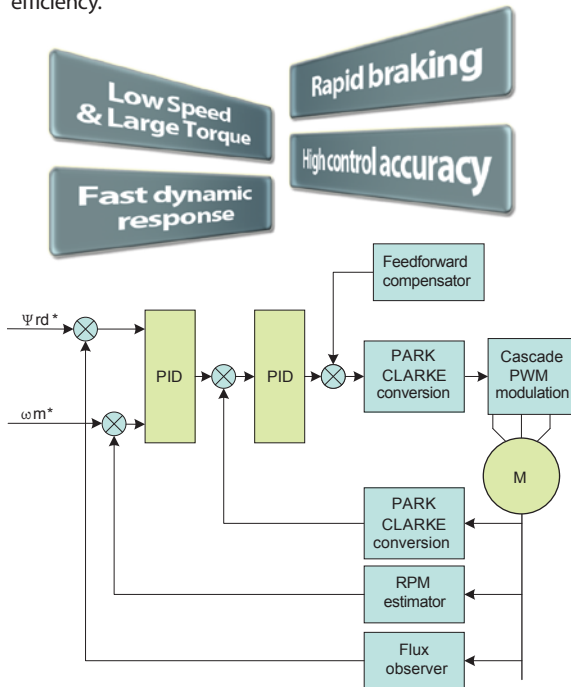 efficiency.
Low Speed
& Large Torque
Rapid braking
Fast dynamic
response
High control accuracy
Feedforward
compensator
Ψrd*
PID
PID
PARK
CLARKE
conversion
Cascade
PWM
modulation
ωm*
M
PARK
CLARKE
conversion
RPM
estimator
Flux
observer